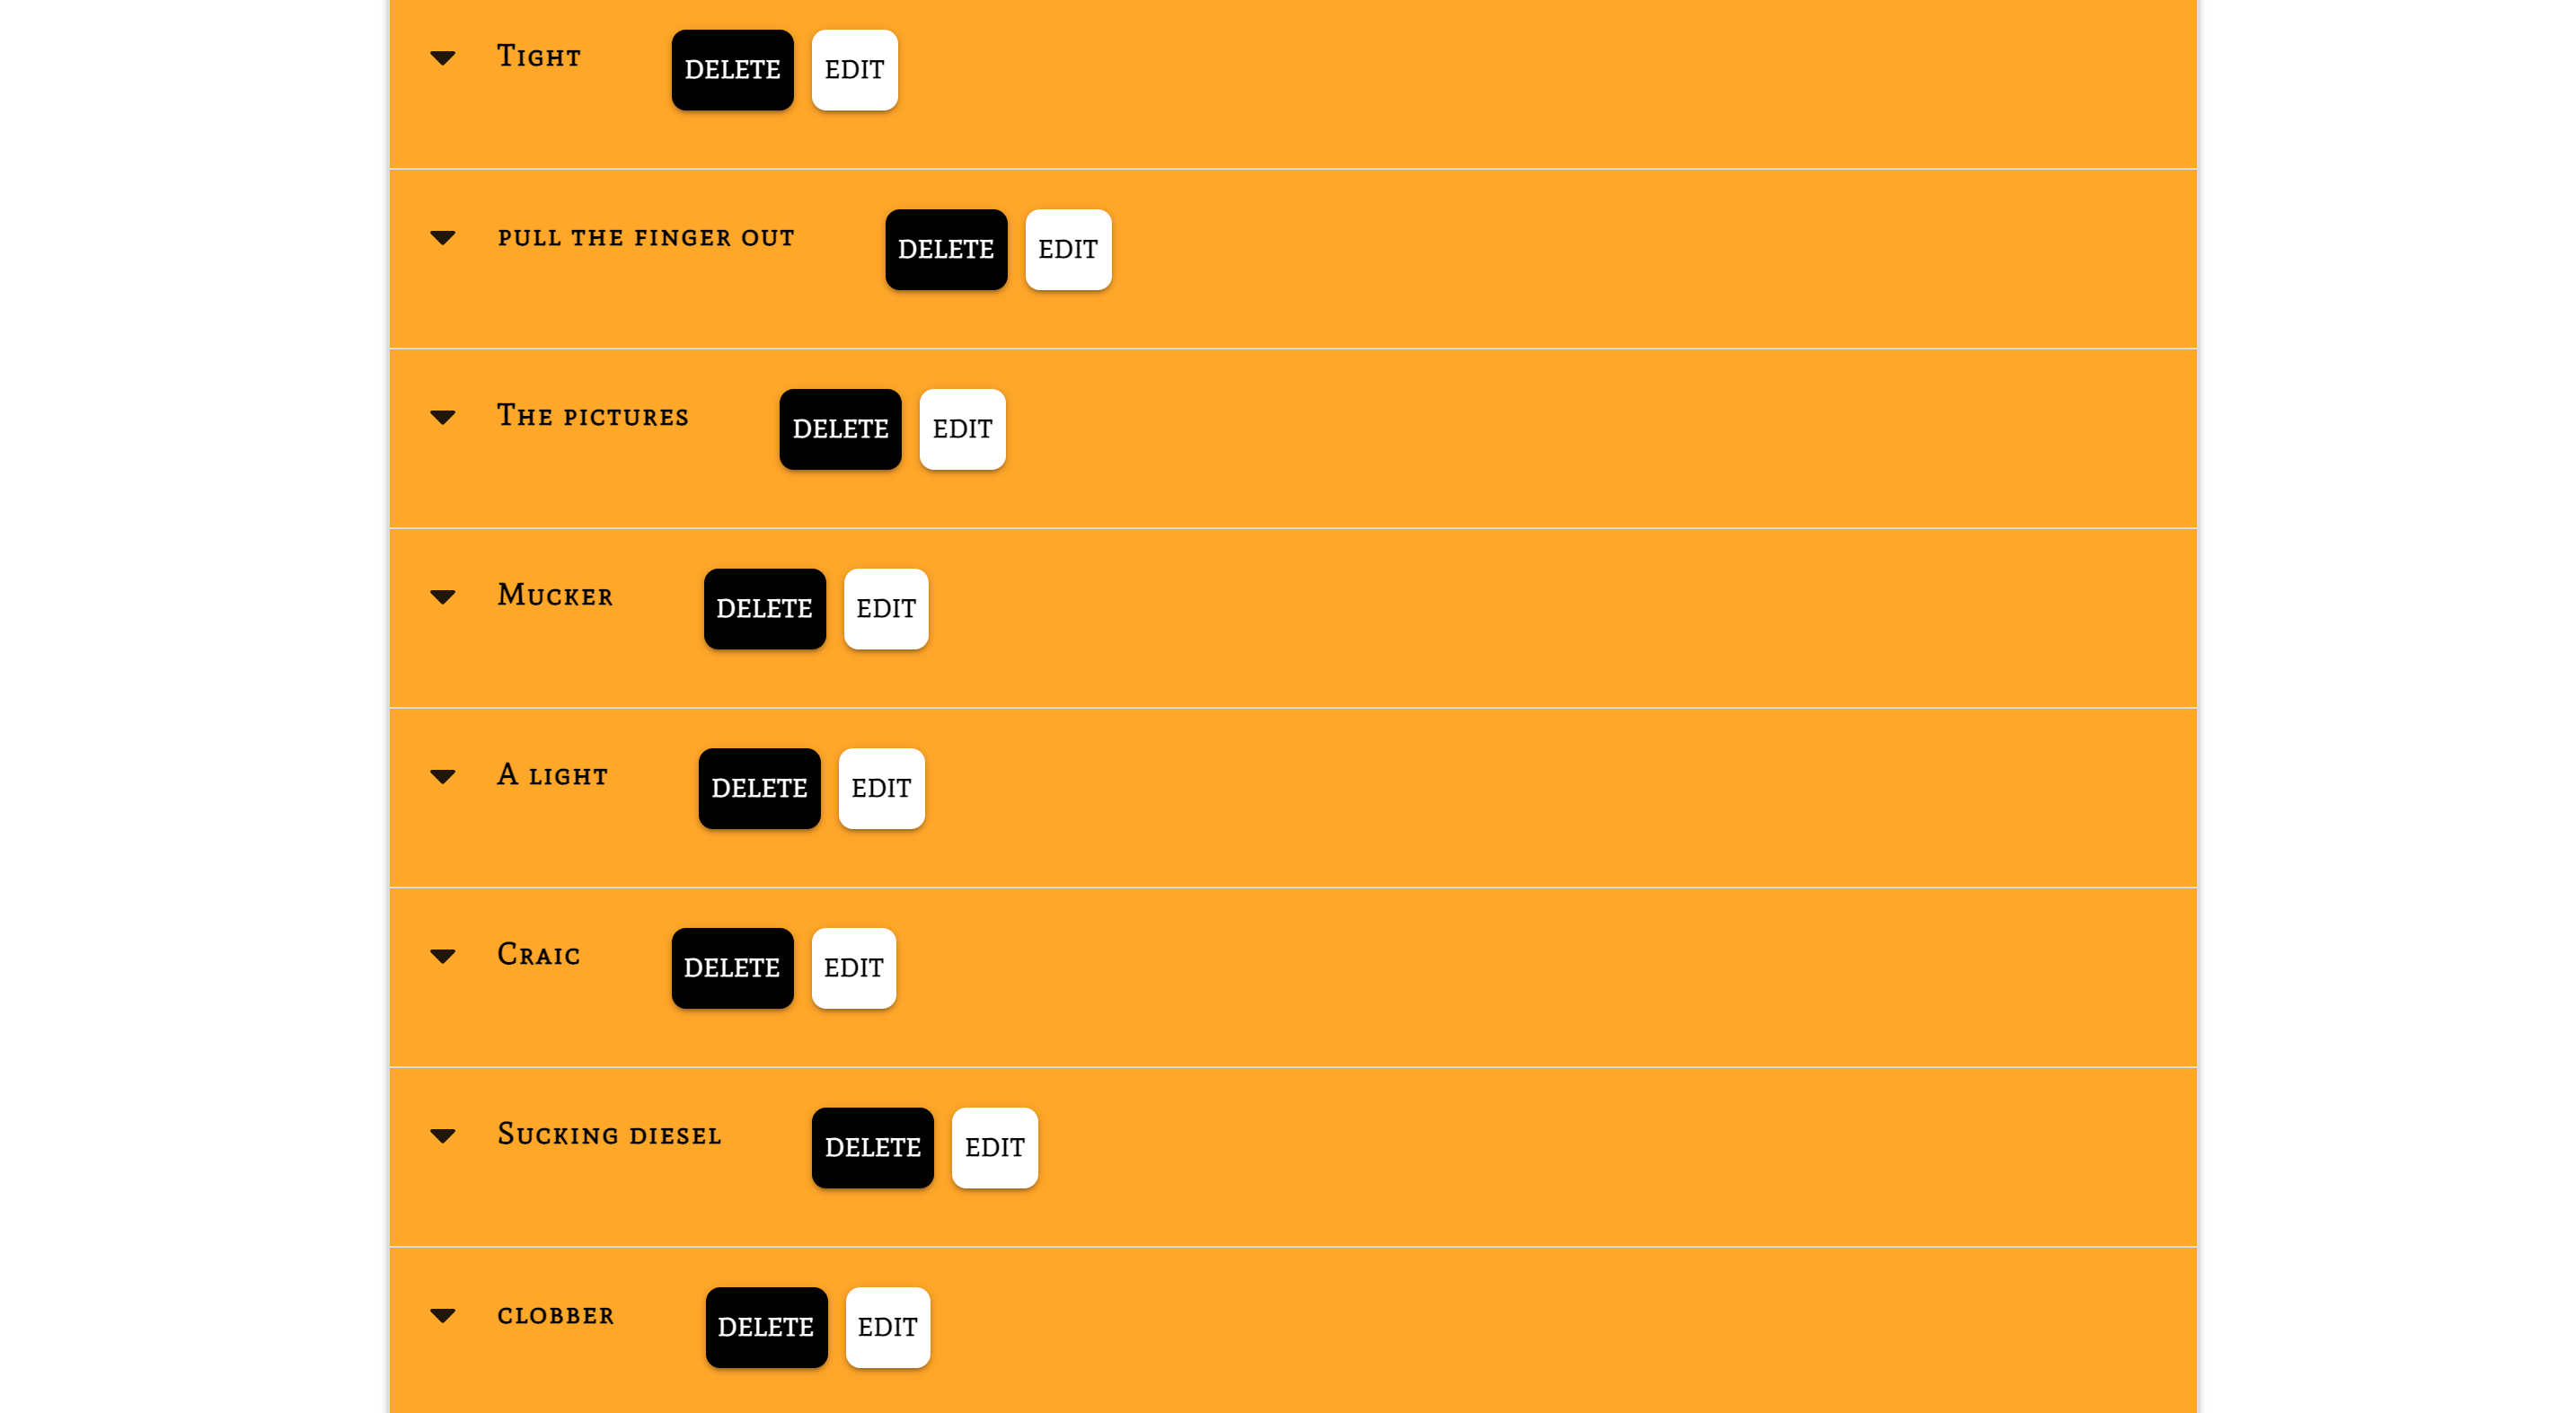 Tight DELETE EDIT
pull the finger out DELETE EDIT
The pictures DELETE EDIT
Mucker DELETE EDIT
A light DELETE EDIT
Craic DELETE EDIT
Sucking diesel DELETE EDIT
clobber DELETE EDIT